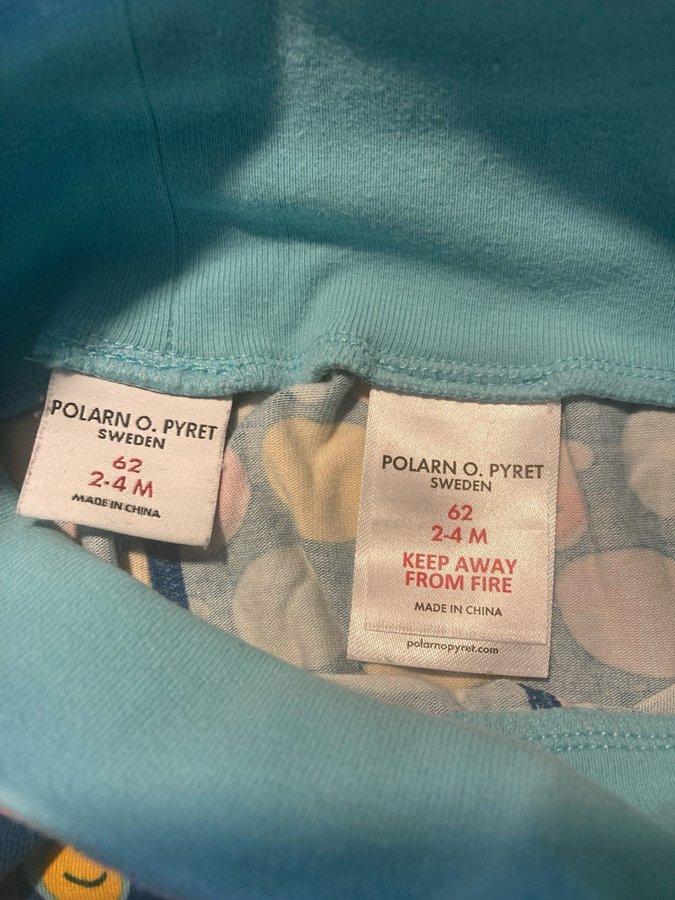 POLARN O. PYRET
SWEDEN
62
2-4 M
MADE IN CHINA
POLARN O. PYRET
SWEDEN
62
2-4 M
KEEP AWAY
FROM FIRE
MADE IN CHINA
polarnopyret.com